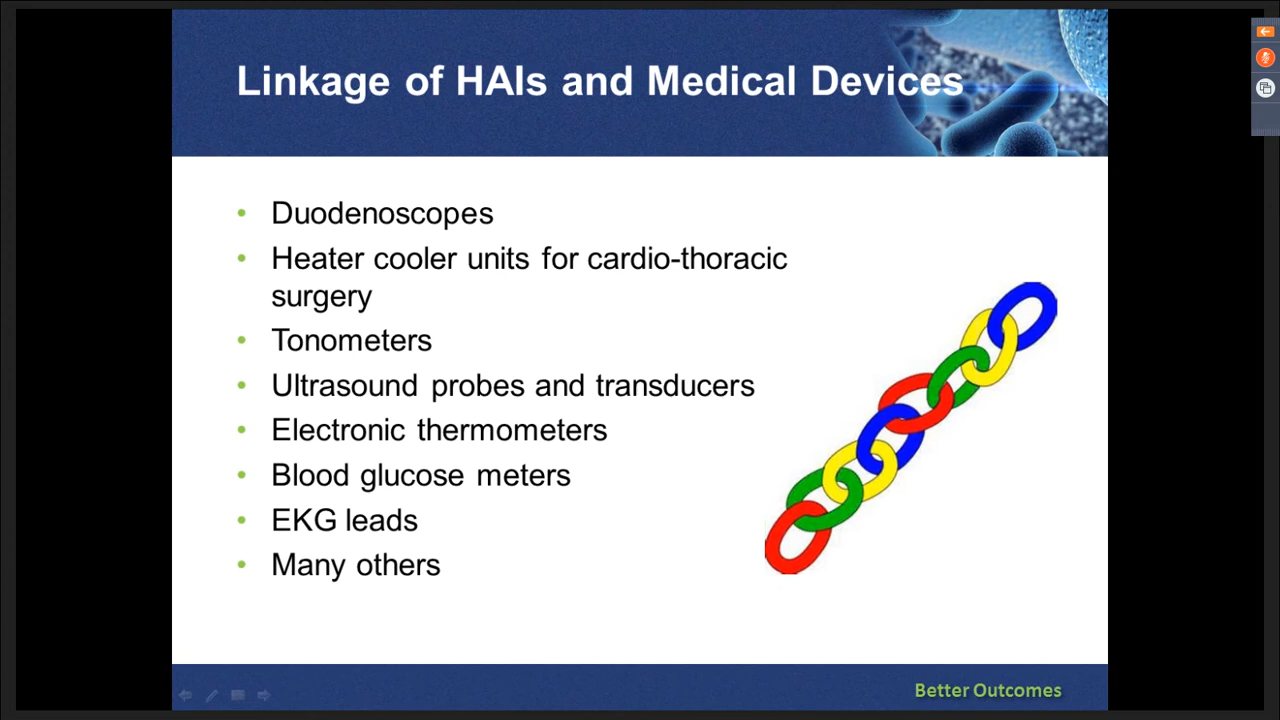 Linkage of HAIs and Medical Devices
• Duodenoscopes
• Heater cooler units for cardio-thoracic
surgery
• Tonometers
• Ultrasound probes and transducers
• Electronic thermometers
• Blood glucose meters
• EKG leads
• Many others
Better Outcomes